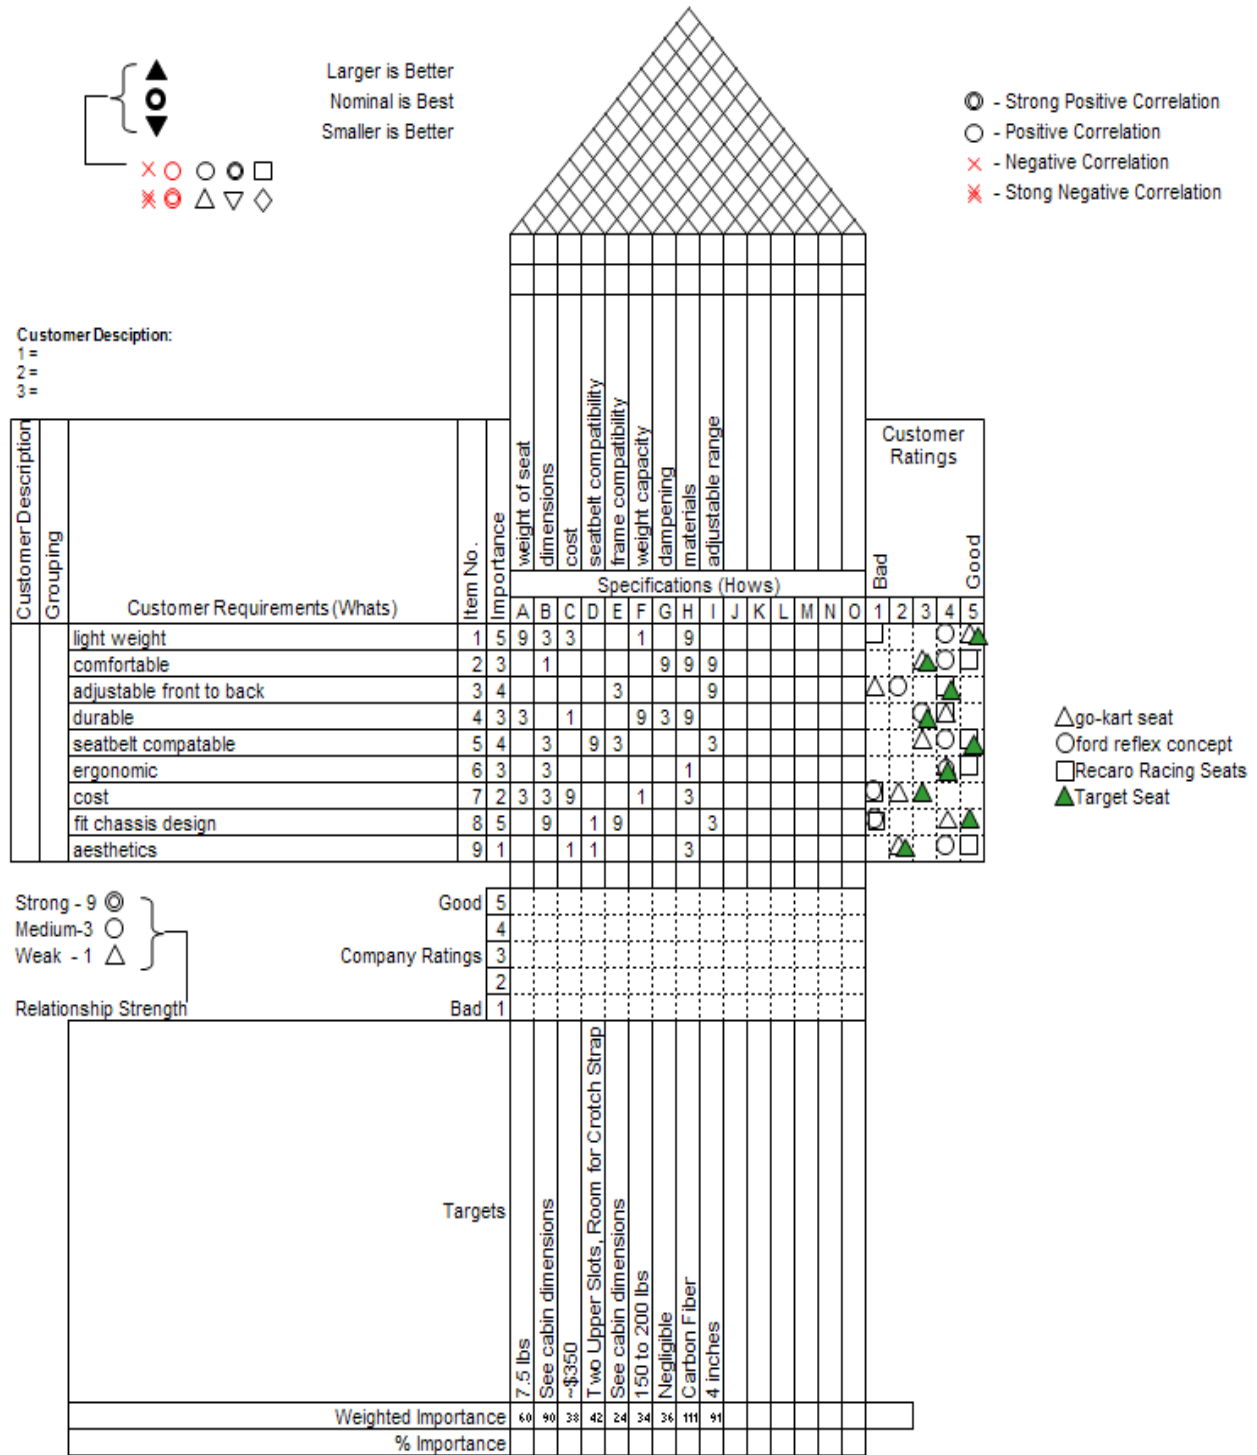 Larger is Better
Nominal is Best
Smaller is Better
- Strong Positive Correlation
- Positive Correlation
- Negative Correlation
- Stong Negative Correlation
Customer Desciption:
1 =
2 =
3 =
Customer Description
Grouping
Customer Requirements (Whats)
Item No.
Importance
weight of seat
dimensions
cost
seatbelt compatibility
frame compatibility
weight capacity
dampening
materials
adjustable range
Customer
Ratings
Bad
Good
Specifications (Hows)
A B C D E F G H I J K L M N O 1 2 3 4 5
light weight 1 5 9 3 3 1 9
comfortable 2 3 1 9 9 9
adjustable front to back 3 4 3 9
durable 4 3 3 1 9 3 9
seatbelt compatable 5 4 3 9 3 3
ergonomic 6 3 3 1
cost 7 2 3 3 9 1 3
fit chassis design 8 5 9 1 9 3
aesthetics 9 1 1 1 3
go-kart seat
ford reflex concept
Recaro Racing Seats
Target Seat
Strong - 9
Medium-3
Weak - 1
Relationship Strength
Good 5
4
Company Ratings 3
2
Bad 1
Targets
7.5 lbs
See cabin dimensions
~$350
Two Upper Slots, Room for Crotch Strap
See cabin dimensions
150 to 200 lbs
Negligible
Carbon Fiber
4 inches
Weighted Importance 60 90 38 42 24 34 36 111 91
% Importance